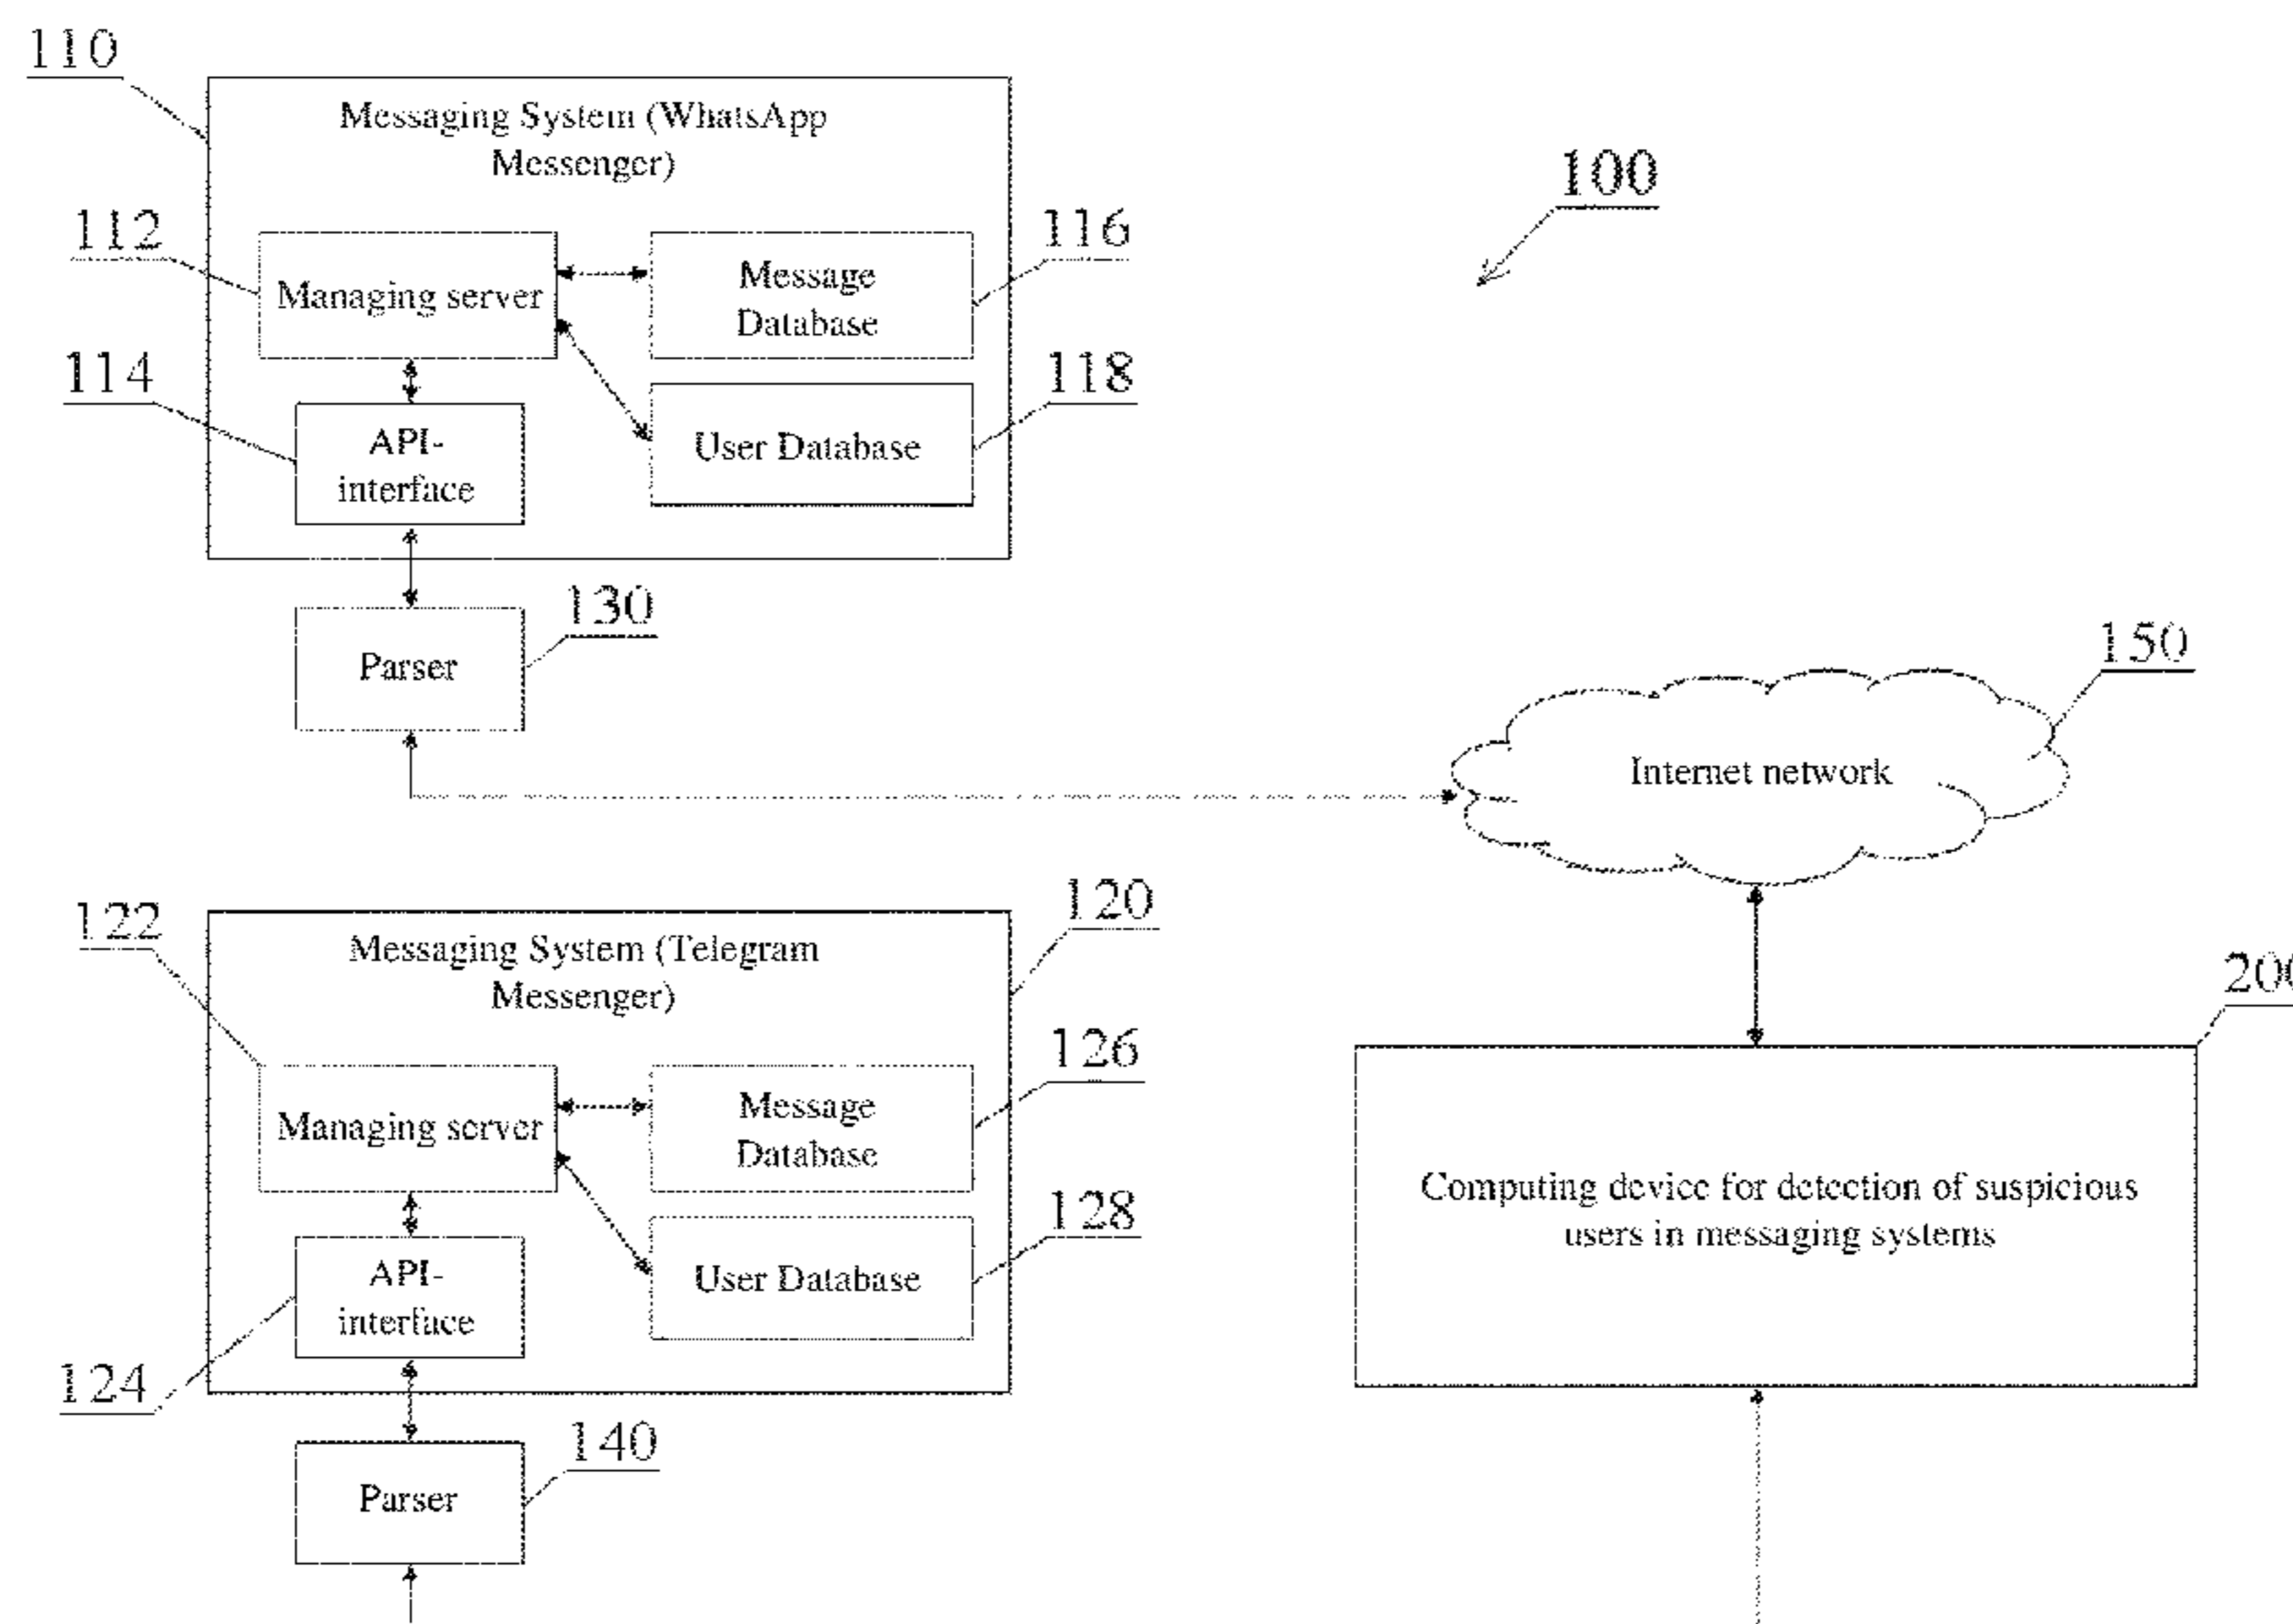 110
Messaging System (WhatsApp
Messenger)
100
112
Managing server
Message
Database
116
114
API-
interface
User Database
118
130
Parser
150
Internet network
120
122
Messaging System (Telegram
Messenger)
200
Managing server
Message
Database
126
Computing device for detection of suspicious
users in messaging systems
API-
interface
User Database
128
124
140
Parser